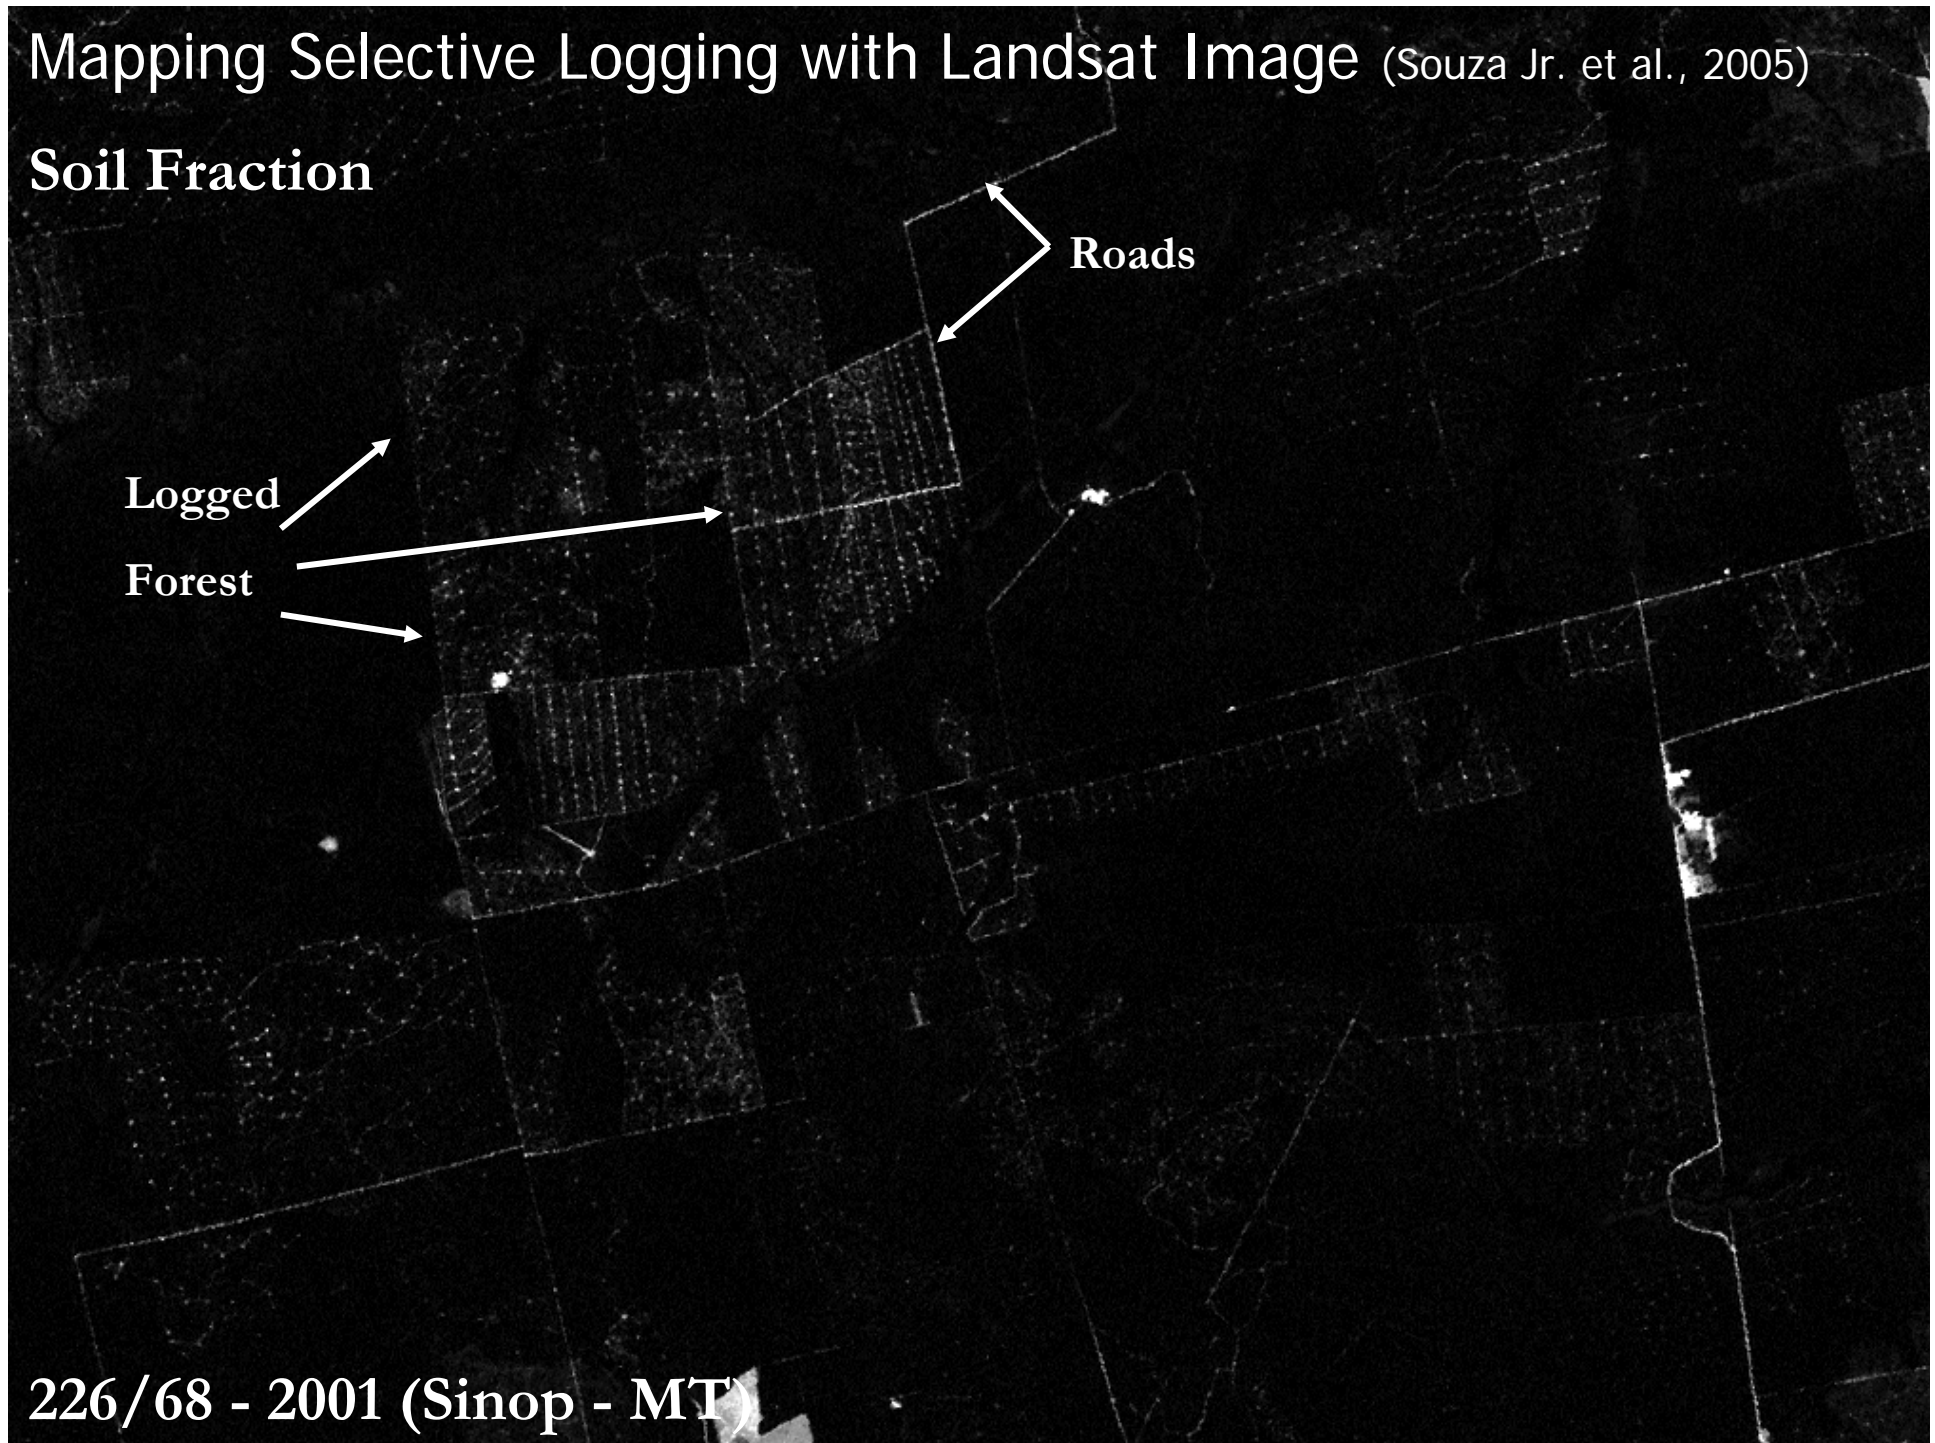 Mapping Selective Logging with Landsat Image (Souza Jr. et al., 2005)
Soil Fraction
Roads
Logged
Forest
226/68 - 2001 (Sinop - MT)